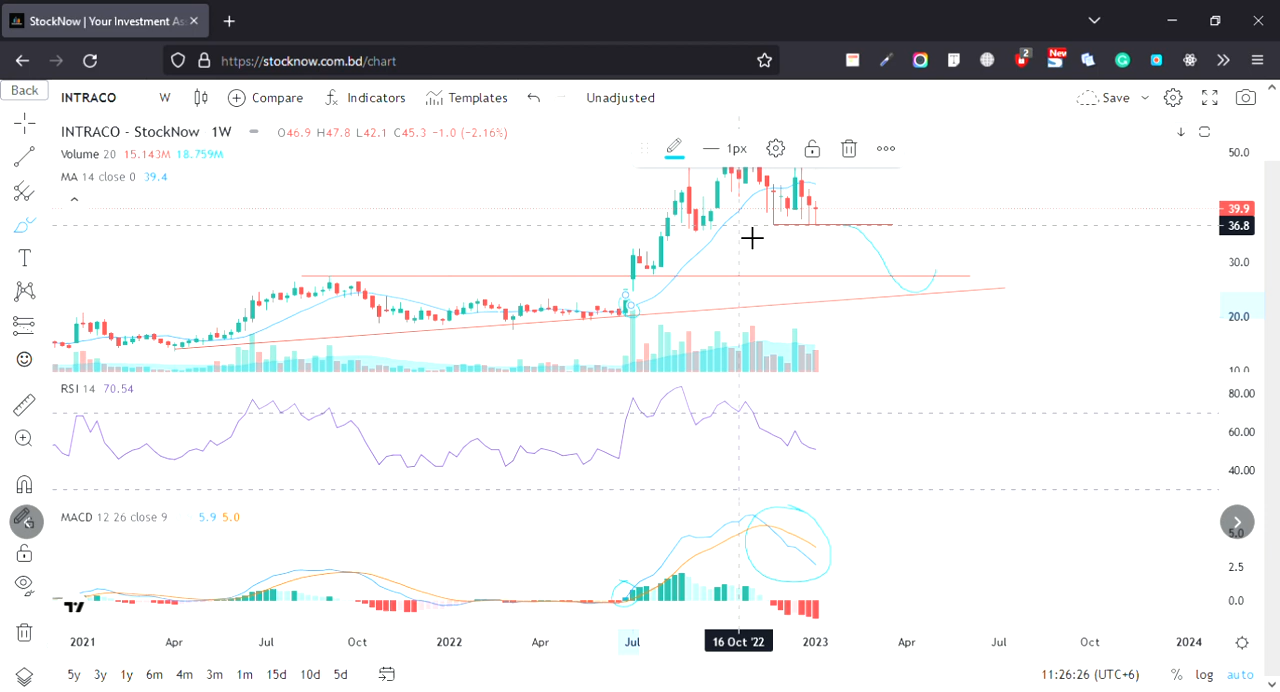 StockNow | Your Investment As
https://stocknow.com.bd/chart
2
New
Back
INTRACO W Compare Indicators Templates Unadjusted Save
INTRACO - StockNow 1W O46.9 H47.8 L42.1 C45.3 −1.0 (−2.16%)
Volume 20 15.143M 18.759M
MA 14 close 0 39.4
1px
50.0
39.9
36.8
30.0
20.0
10.0
RSI 14 70.54
80.00
60.00
40.00
MACD 12 26 close 9 5.9 5.0
5.0
2.5
0.0
2021 Apr Jul Oct 2022 Apr Jul 16 Oct '22 2023 Apr Jul Oct 2024
5y 3y 1y 6m 4m 3m 1m 15d 10d 5d 11:26:26 (UTC+6) % log auto